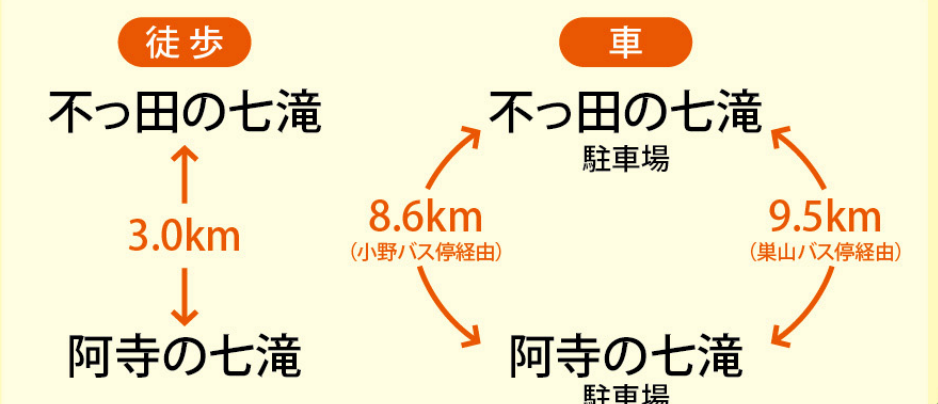 徒歩
不っ田の七滝
3.0km
阿寺の七滝
車
不っ田の七滝
駐車場
8.6km
(小野バス停経由)
9.5km
(巣山バス停経由)
阿寺の七滝
駐車場